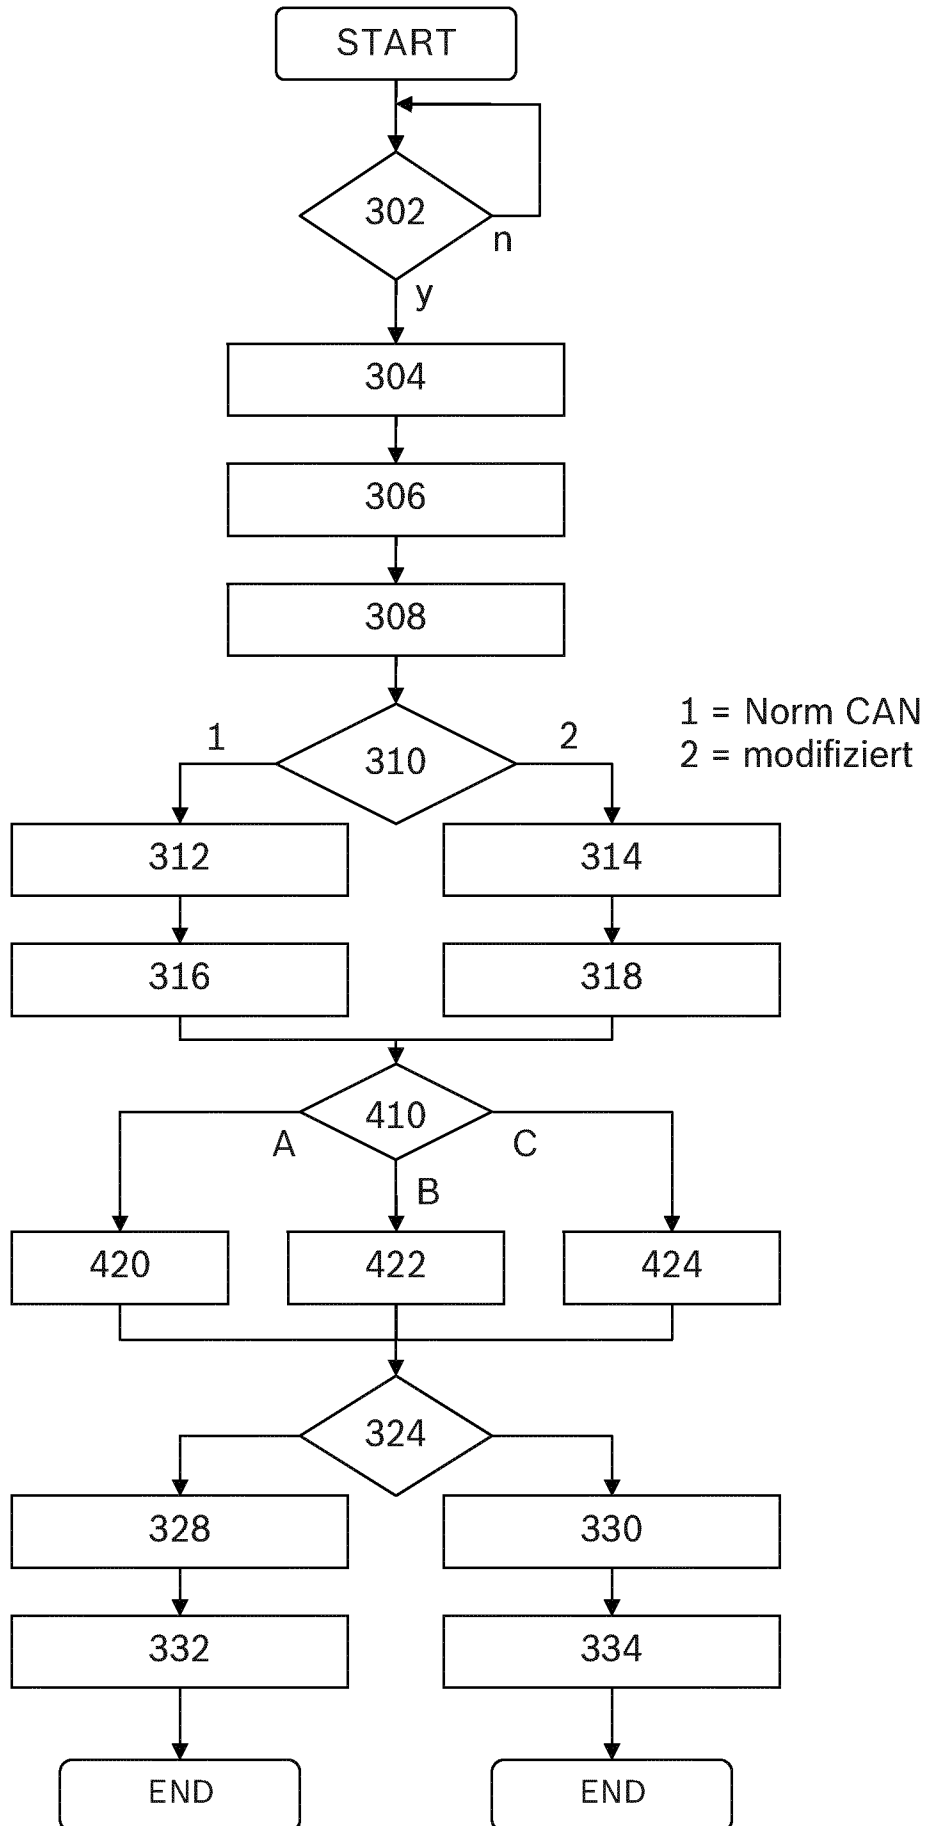 START
302
n
y
304
306
308
1 = Norm CAN
2 = modifiziert
1
310
2
312
314
316
318
410
A
C
B
420
422
424
324
328
330
332
334
END
END